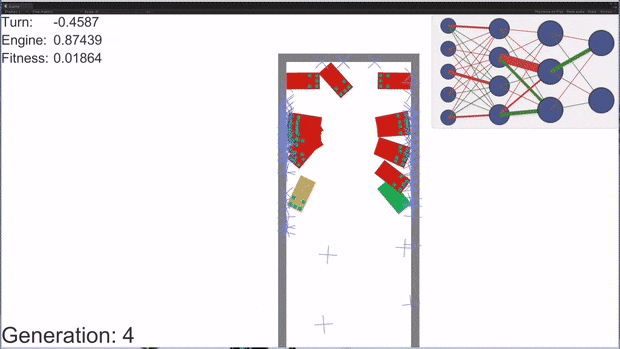 Turn: -0.4587
Engine: 0.87439
Fitness: 0.01864
Generation: 4